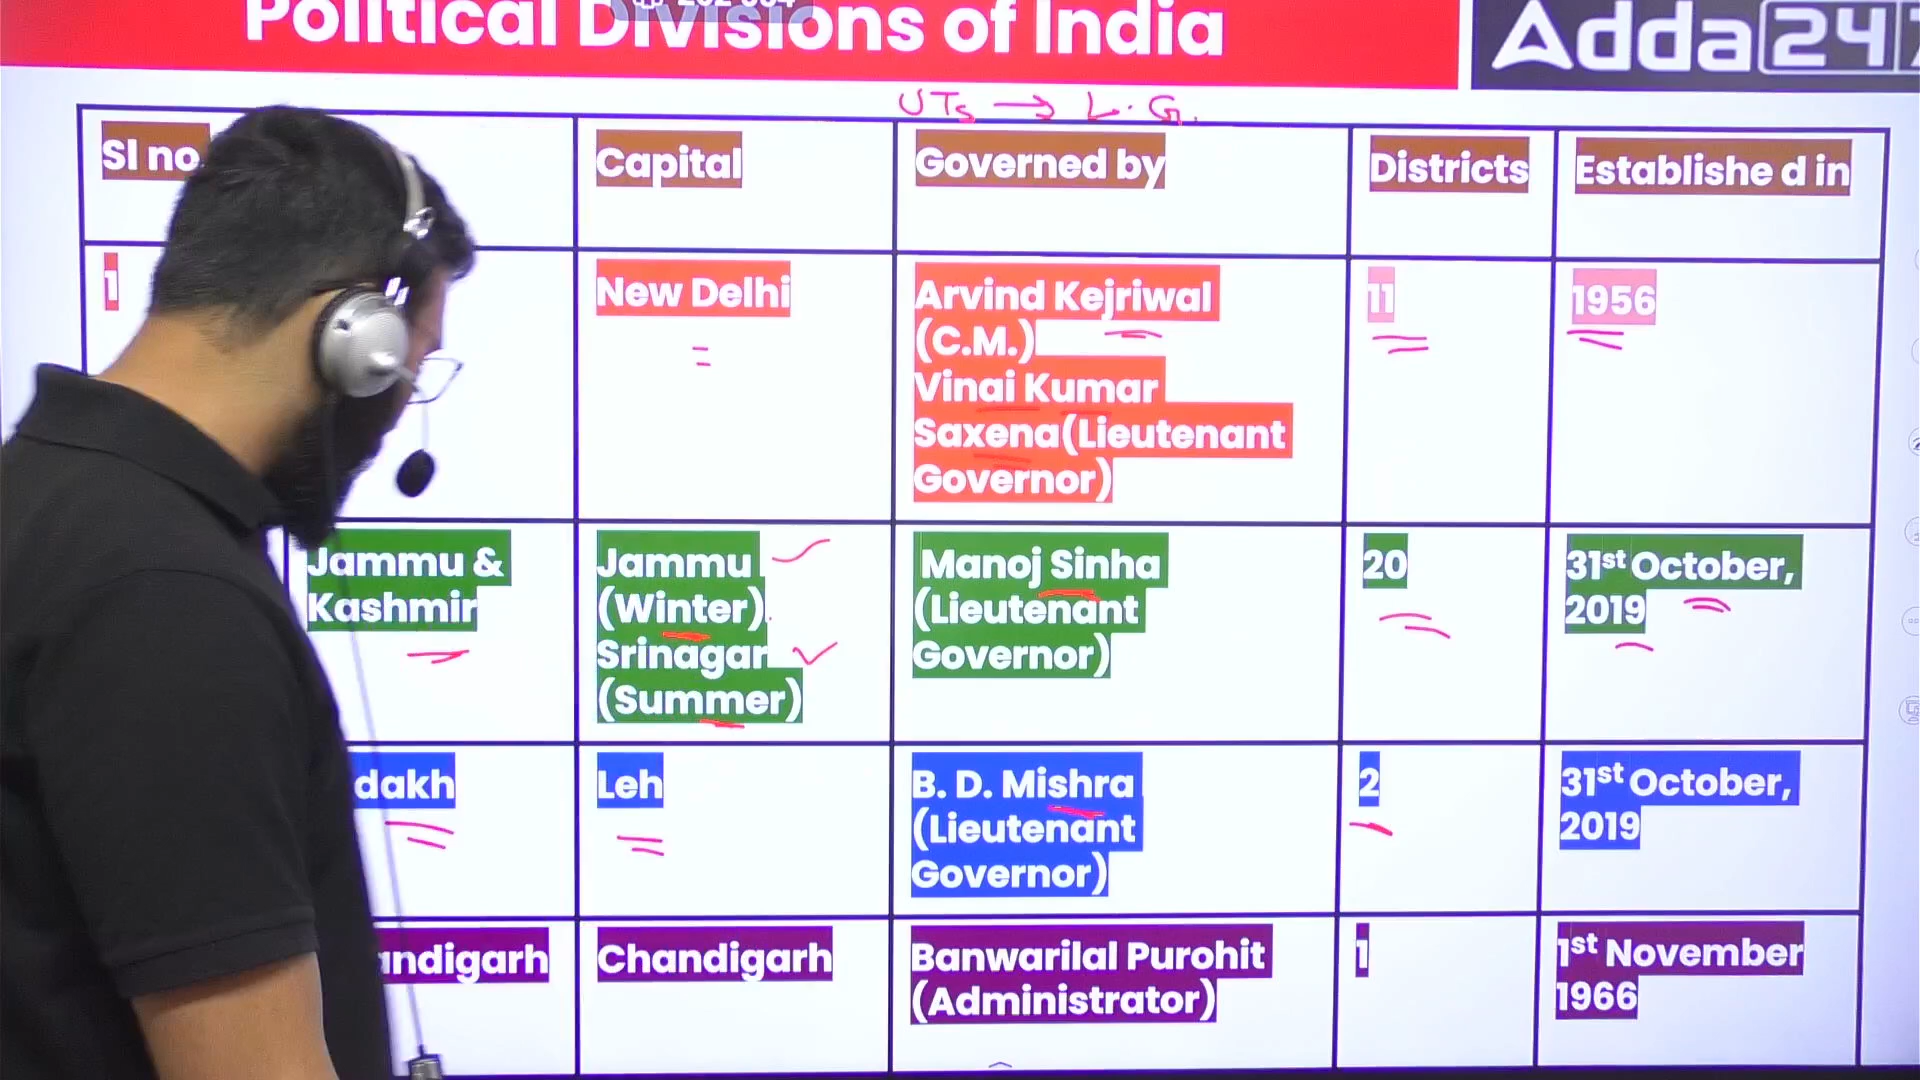 Political Divisions of India
Adda247
UTs → L.G.
Sl no
Capital
Governed by
Districts
Establishe d in
1
New Delhi
Arvind Kejriwal
(C.M.)
Vinai Kumar
Saxena(Lieutenant
Governor)
11
1956
Jammu &
Kashmir
Jammu
(Winter)
Srinagar
(Summer)
Manoj Sinha
(Lieutenant
Governor)
20
31st October,
2019
dakh
Leh
B. D. Mishra
(Lieutenant
Governor)
2
31st October,
2019
ndigarh
Chandigarh
Banwarilal Purohit
(Administrator)
1
1st November
1966